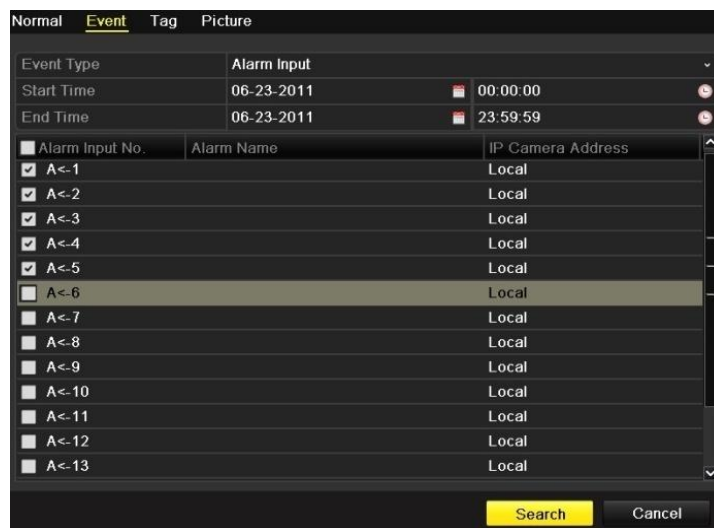 Normal Event Tag Picture
Event Type Alarm Input
Start Time 06-23-2011 00:00:00
End Time 06-23-2011 23:59:59
Alarm Input No. Alarm Name IP Camera Address
A<-1 Local
A<-2 Local
A<-3 Local
A<-4 Local
A<-5 Local
A<-6 Local
A<-7 Local
A<-8 Local
A<-9 Local
A<-10 Local
A<-11 Local
A<-12 Local
A<-13 Local
Search Cancel